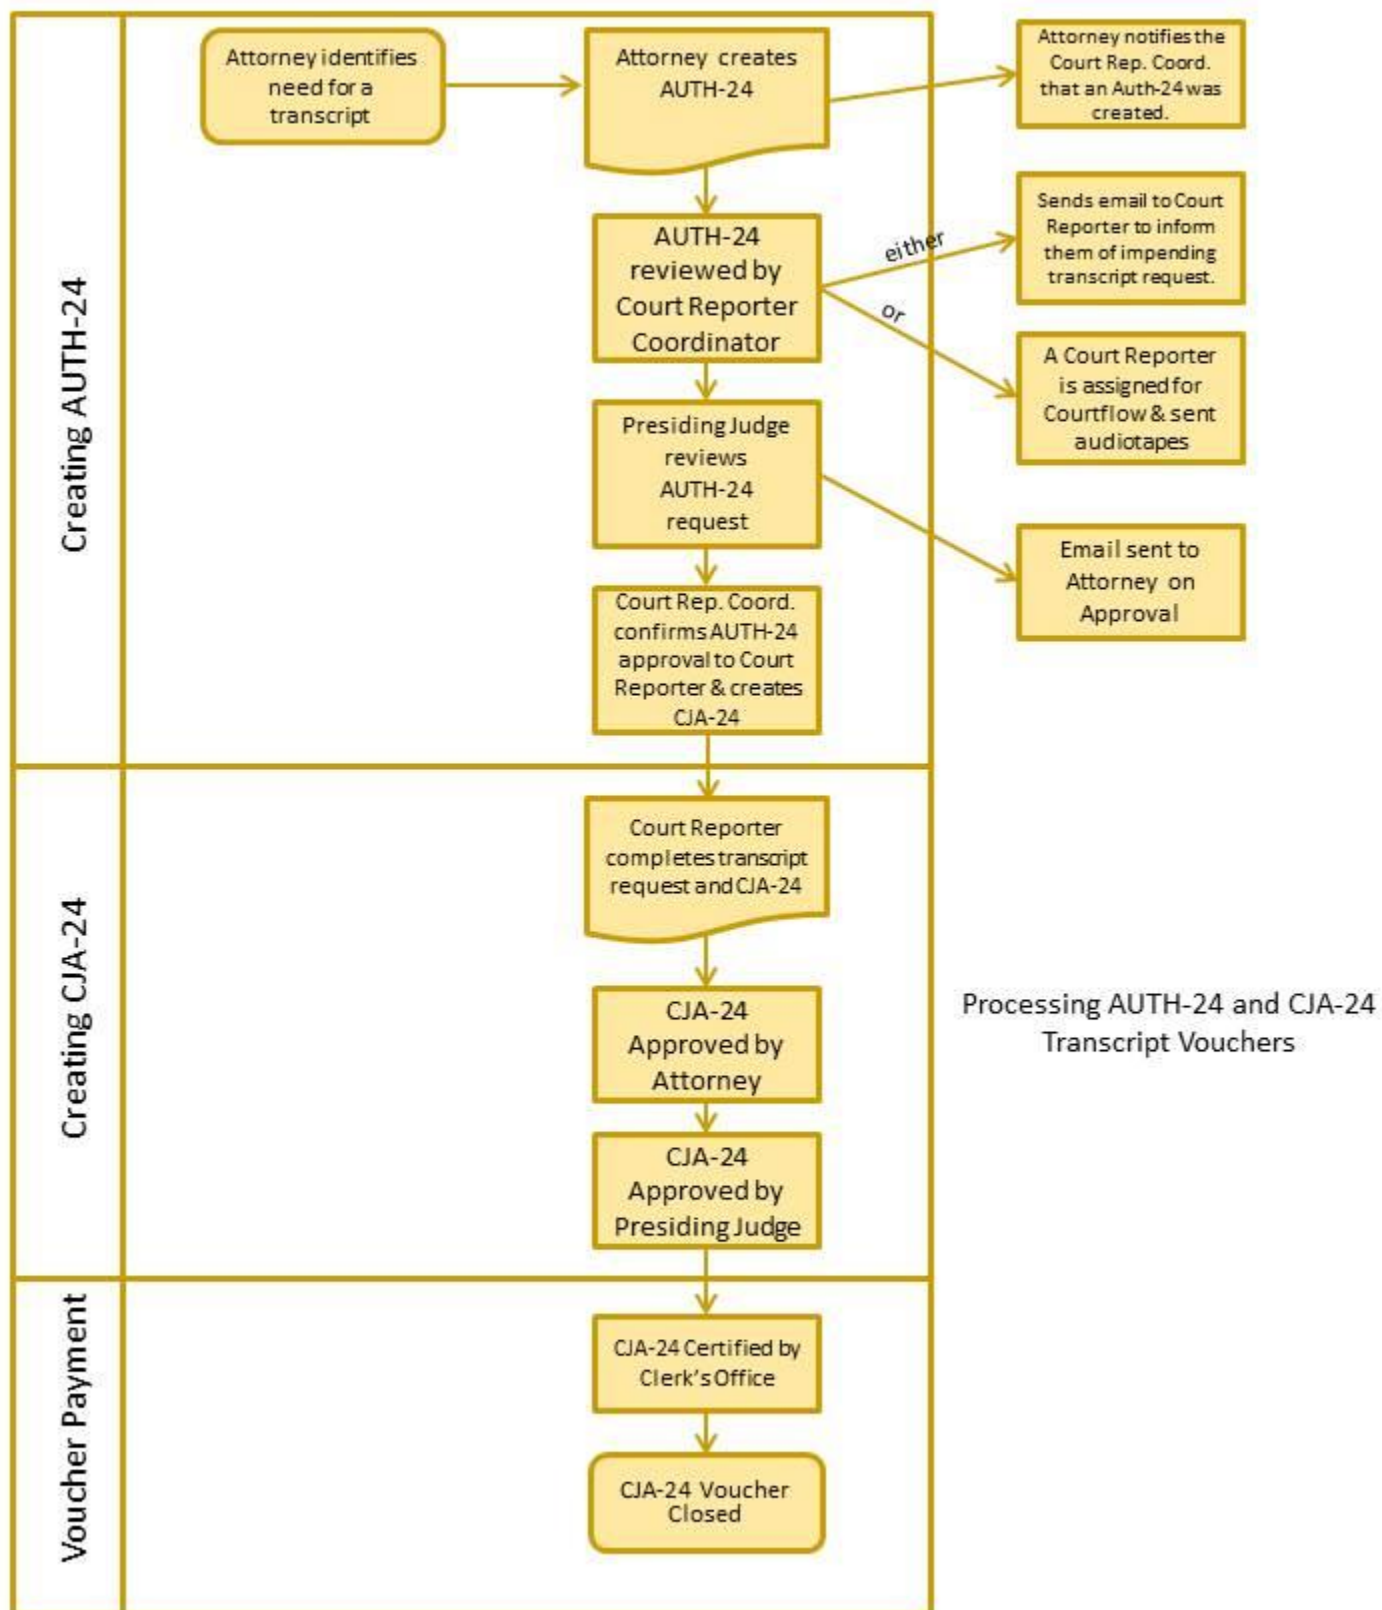 Attorney identifies
need for a
transcript
Attorney creates
AUTH-24
Attorney notifies the
Court Rep. Coord.
that an Auth-24 was
created.
Creating AUTH-24
AUTH-24
reviewed by
Court Reporter
Coordinator
either
Sends email to Court
Reporter to inform
them of impending
transcript request.
or
A Court Reporter
is assigned for
Courtflow & sent
audiotapes
Presiding Judge
reviews
AUTH-24
request
Email sent to
Attorney on
Approval
Court Rep. Coord.
confirms AUTH-24
approval to Court
Reporter & creates
CJA-24
Creating CJA-24
Court Reporter
completes transcript
request and CJA-24
CJA-24
Approved by
Attorney
CJA-24
Approved by
Presiding Judge
Processing AUTH-24 and CJA-24
Transcript Vouchers
Voucher Payment
CJA-24 Certified by
Clerk's Office
CJA-24 Voucher
Closed